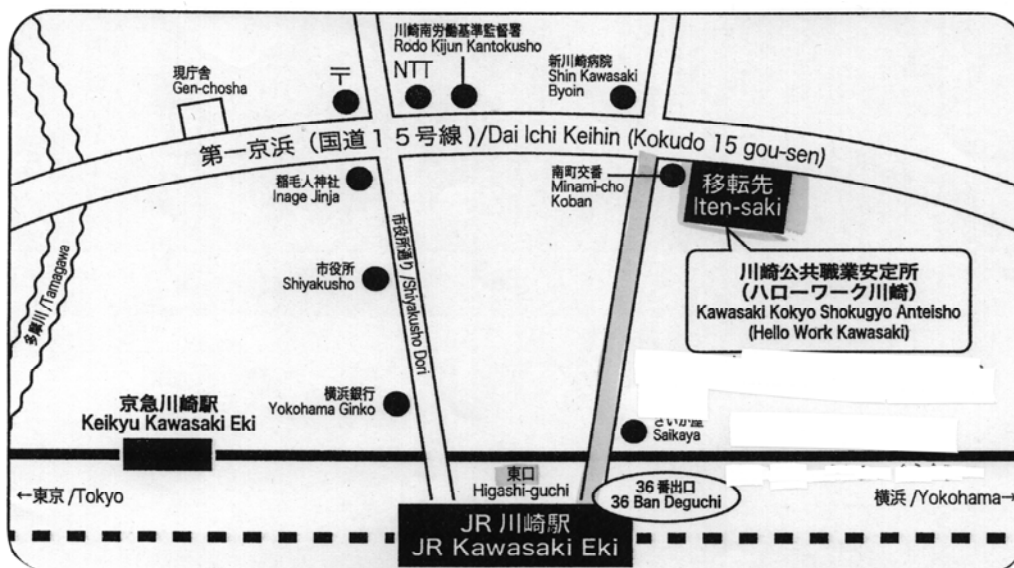 川崎南労働基準監督署
Rodo Kijun Kantokusho
現庁舎
Gen-chosha
〒
NTT
新川崎病院
Shin Kawasaki
Byoin
第一京浜（国道15号線）/Dai Ichi Keihin (Kokudo 15 gou-sen)
稲毛人神社
Inage Jinja
南町交番
Minami-cho
Koban
移転先
Iten-saki
市役所通り/Shiyakusho Dori
市役所
Shiyakusho
川崎公共職業安定所
（ハローワーク川崎）
Kawasaki Kokyo Shokugyo Anteisho
(Hello Work Kawasaki)
多摩川/Tamagawa
横浜銀行
Yokohama Ginko
京急川崎駅
Keikyu Kawasaki Eki
さいか屋
Saikaya
東口
Higashi-guchi
36番出口
36 Ban Deguchi
←東京/Tokyo
横浜/Yokohama→
JR 川崎駅
JR Kawasaki Eki